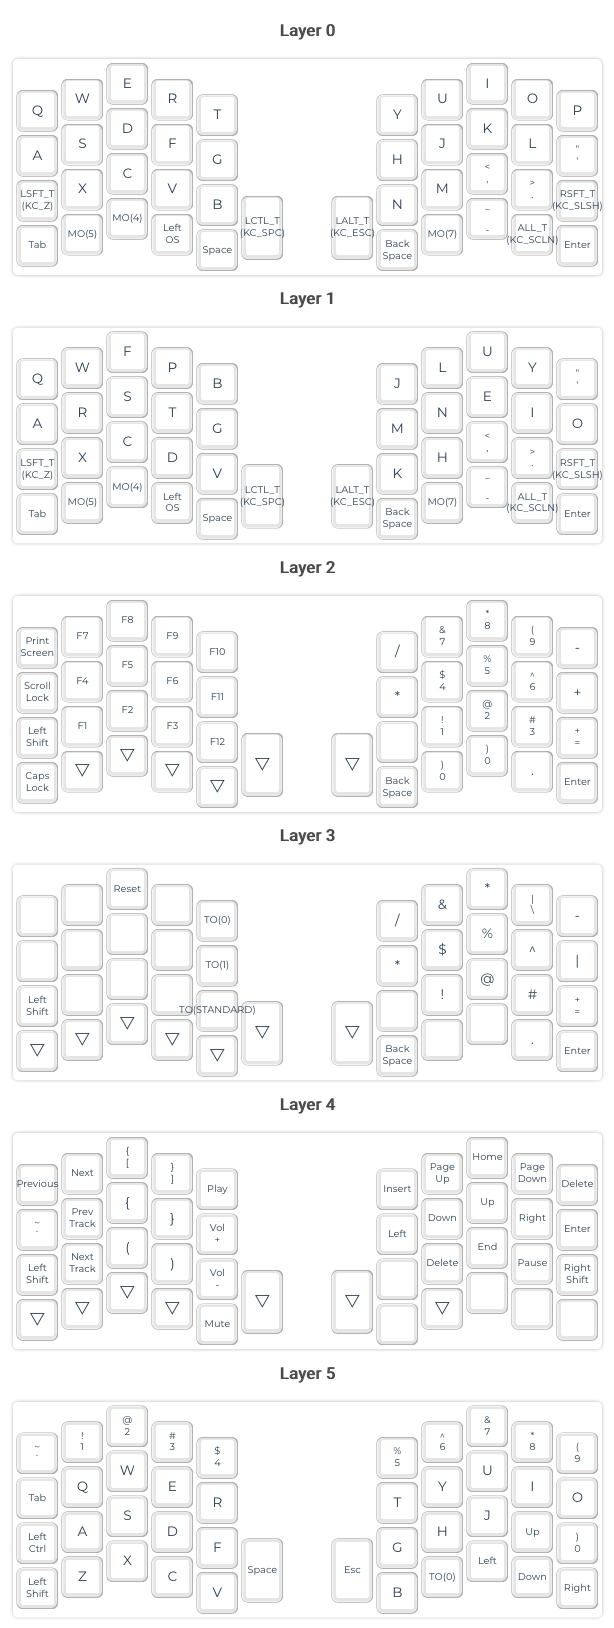 Layer 0
Q W E R T Y U I O P
A S D F G H J K L "
'
LSFT_T
(KC_Z)
X C V B N M <
,
>
.
RSFT_T
(KC_SLSH)
Tab MO(5) MO(4) Left
OS
Space LCTL_T
(KC_SPC)
LALT_T
(KC_ESC)
Back
Space
MO(7) _
-
ALL_T
(KC_SCLN)
Enter
Layer 1
Q W F P B J L U Y "
'
A R S T G M N E I O
LSFT_T
(KC_Z)
X C D V K H <
,
>
.
RSFT_T
(KC_SLSH)
Tab MO(5) MO(4) Left
OS
Space LCTL_T
(KC_SPC)
LALT_T
(KC_ESC)
Back
Space
MO(7) _
-
ALL_T
(KC_SCLN)
Enter
Layer 2
Print
Screen
F7 F8 F9 F10 / &
7
*
8
(
9
-
Scroll
Lock
F4 F5 F6 F11 * $
4
%
5
^
6
+
Left
Shift
F1 F2 F3 F12 !
1
@
2
#
3
+
=
Caps
Lock
▽ ▽ ▽ ▽ ▽ ▽ Back
Space
)
0
)
0
. Enter
Layer 3
Reset TO(0) / & * |
\
-
TO(1) * $ % ^ |
Left
Shift
TO(STANDARD) ! @ # +
=
▽ ▽ ▽ ▽ ▽ ▽ ▽ Back
Space
. Enter
Layer 4
Previous Next {
[
}
]
Play Insert Page
Up
Home Page
Down
Delete
~
`
Prev
Track
{ } Vol
+
Left Down Up Right Enter
Left
Shift
Next
Track
( ) Vol
-
Delete End Pause Right
Shift
▽ ▽ ▽ ▽ Mute ▽ ▽ ▽
Layer 5
~
`
!
1
@
2
#
3
$
4
%
5
^
6
&
7
*
8
(
9
Tab Q W E R T Y U I O
Left
Ctrl
A S D F G H J Up )
0
Left
Shift
Z X C V Space Esc B TO(0) Left Down Right